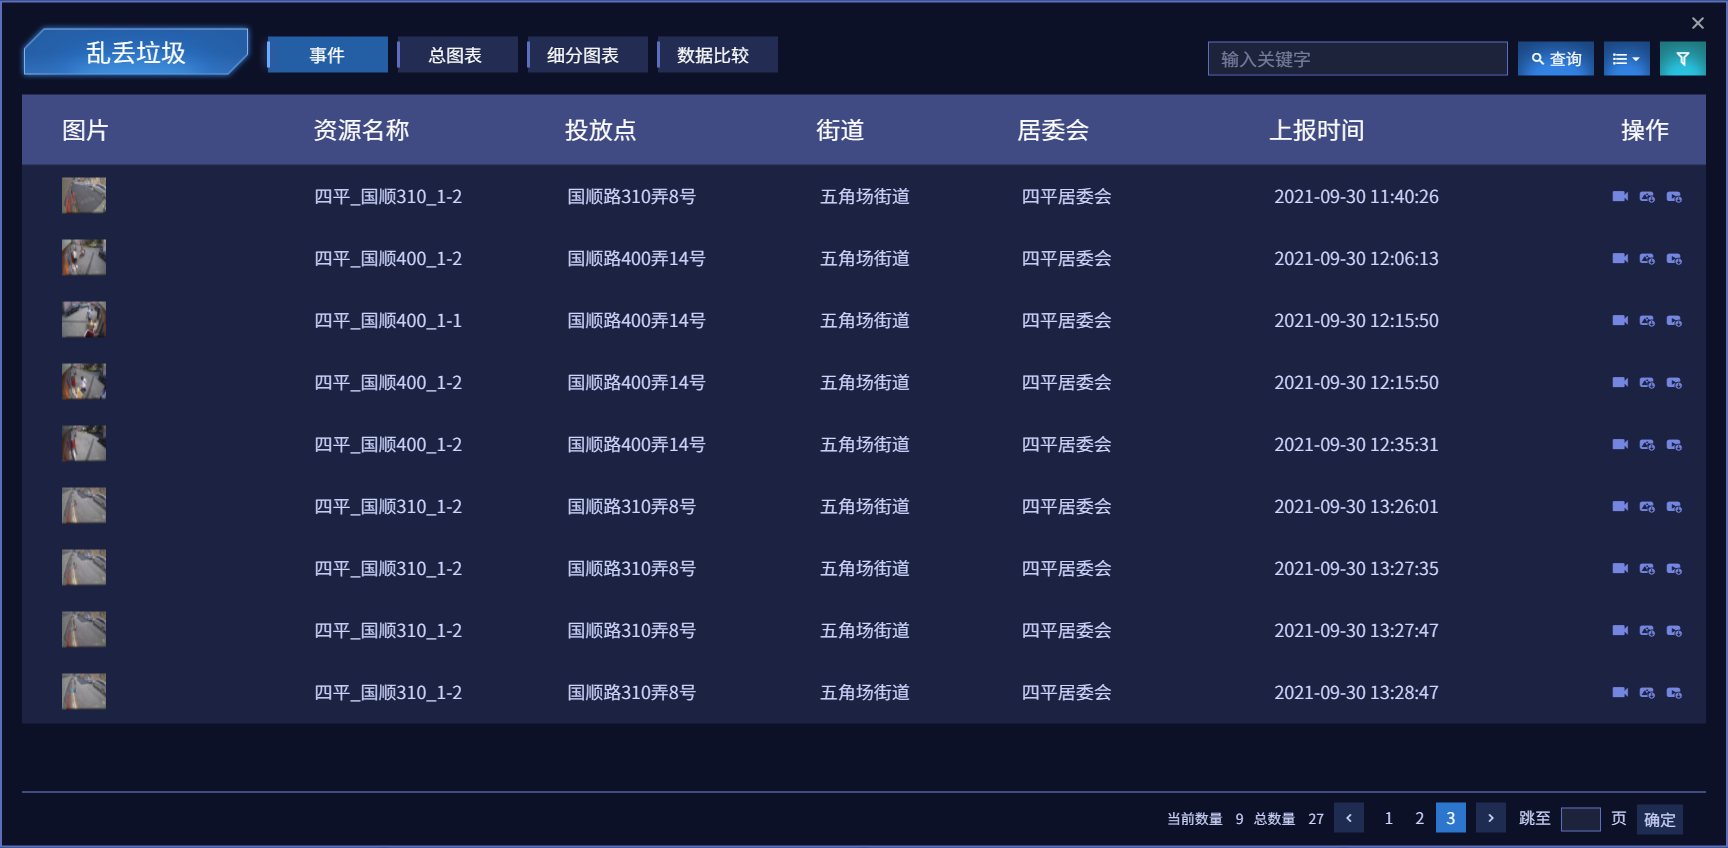 乱丢垃圾 事件 总图表 细分图表 数据比较 输入关键字 查询
图片 资源名称 投放点 街道 居委会 上报时间 操作
四平_国顺310_1-2 国顺路310弄8号 五角场街道 四平居委会 2021-09-30 11:40:26
四平_国顺400_1-2 国顺路400弄14号 五角场街道 四平居委会 2021-09-30 12:06:13
四平_国顺400_1-1 国顺路400弄14号 五角场街道 四平居委会 2021-09-30 12:15:50
四平_国顺400_1-2 国顺路400弄14号 五角场街道 四平居委会 2021-09-30 12:15:50
四平_国顺400_1-2 国顺路400弄14号 五角场街道 四平居委会 2021-09-30 12:35:31
四平_国顺310_1-2 国顺路310弄8号 五角场街道 四平居委会 2021-09-30 13:26:01
四平_国顺310_1-2 国顺路310弄8号 五角场街道 四平居委会 2021-09-30 13:27:35
四平_国顺310_1-2 国顺路310弄8号 五角场街道 四平居委会 2021-09-30 13:27:47
四平_国顺310_1-2 国顺路310弄8号 五角场街道 四平居委会 2021-09-30 13:28:47
当前数量 9 总数量 27 1 2 3 跳至 页 确定